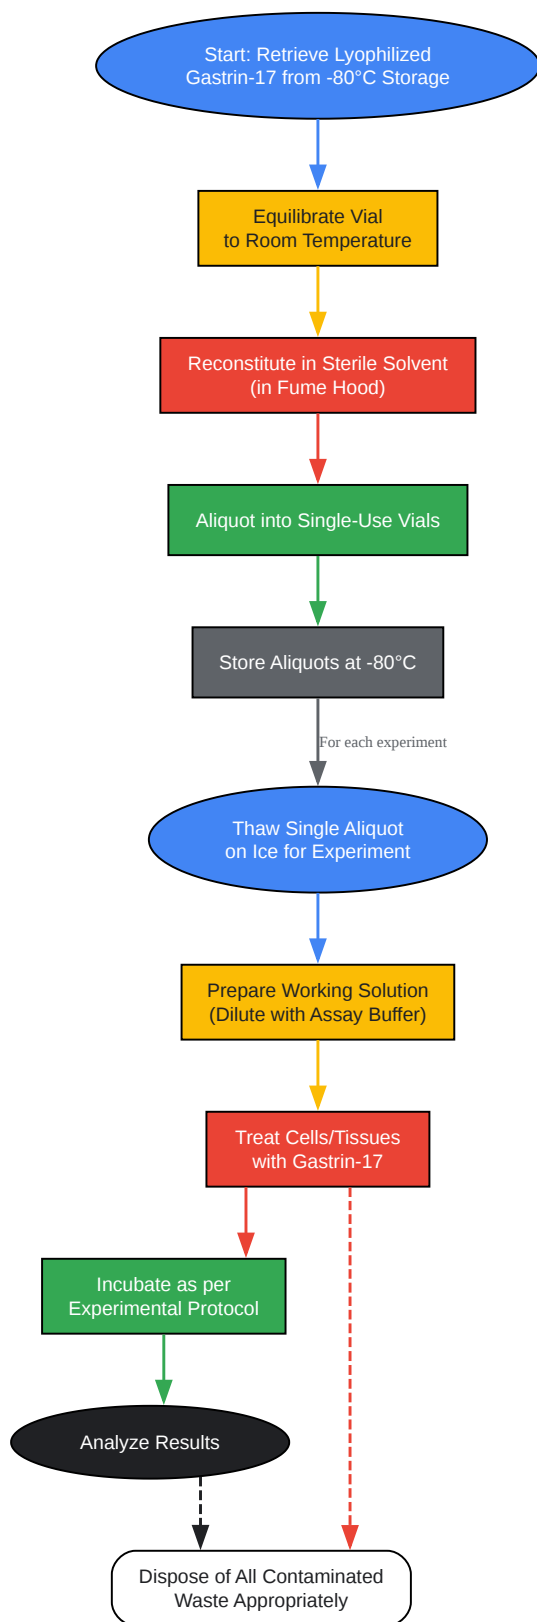 Start: Retrieve Lyophilized
Gastrin-17 from -80°C Storage
Equilibrate Vial
to Room Temperature
Reconstitute in Sterile Solvent
(in Fume Hood)
Aliquot into Single-Use Vials
Store Aliquots at -80°C
For each experiment
Thaw Single Aliquot
on Ice for Experiment
Prepare Working Solution
(Dilute with Assay Buffer)
Treat Cells/Tissues
with Gastrin-17
Incubate as per
Experimental Protocol
Analyze Results
Dispose of All Contaminated
Waste Appropriately